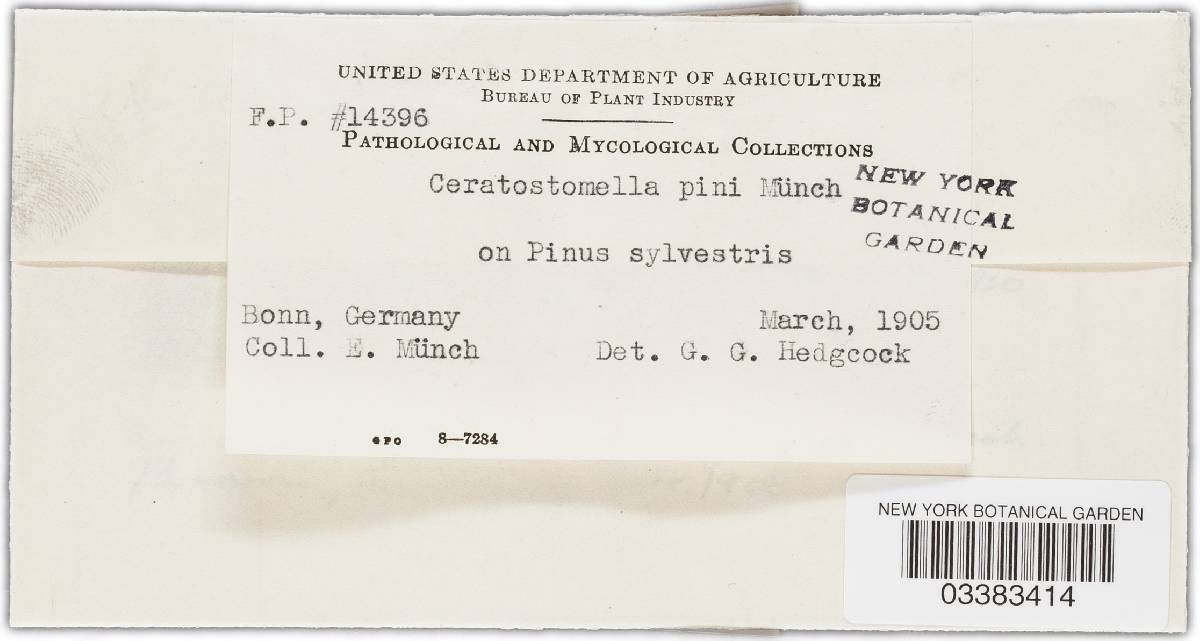 UNITED STATES DEPARTMENT OF AGRICULTURE
BUREAU OF PLANT INDUSTRY
F.P. #14396
PATHOLOGICAL AND MYCOLOGICAL COLLECTIONS
Ceratostomella pini Münch
NEW YORK
BOTANICAL
GARDEN
on Pinus sylvestris
Bonn, Germany March, 1905
Coll. E. Münch Det. G. G. Hedgcock
GPO 8—7284
NEW YORK BOTANICAL GARDEN
03383414